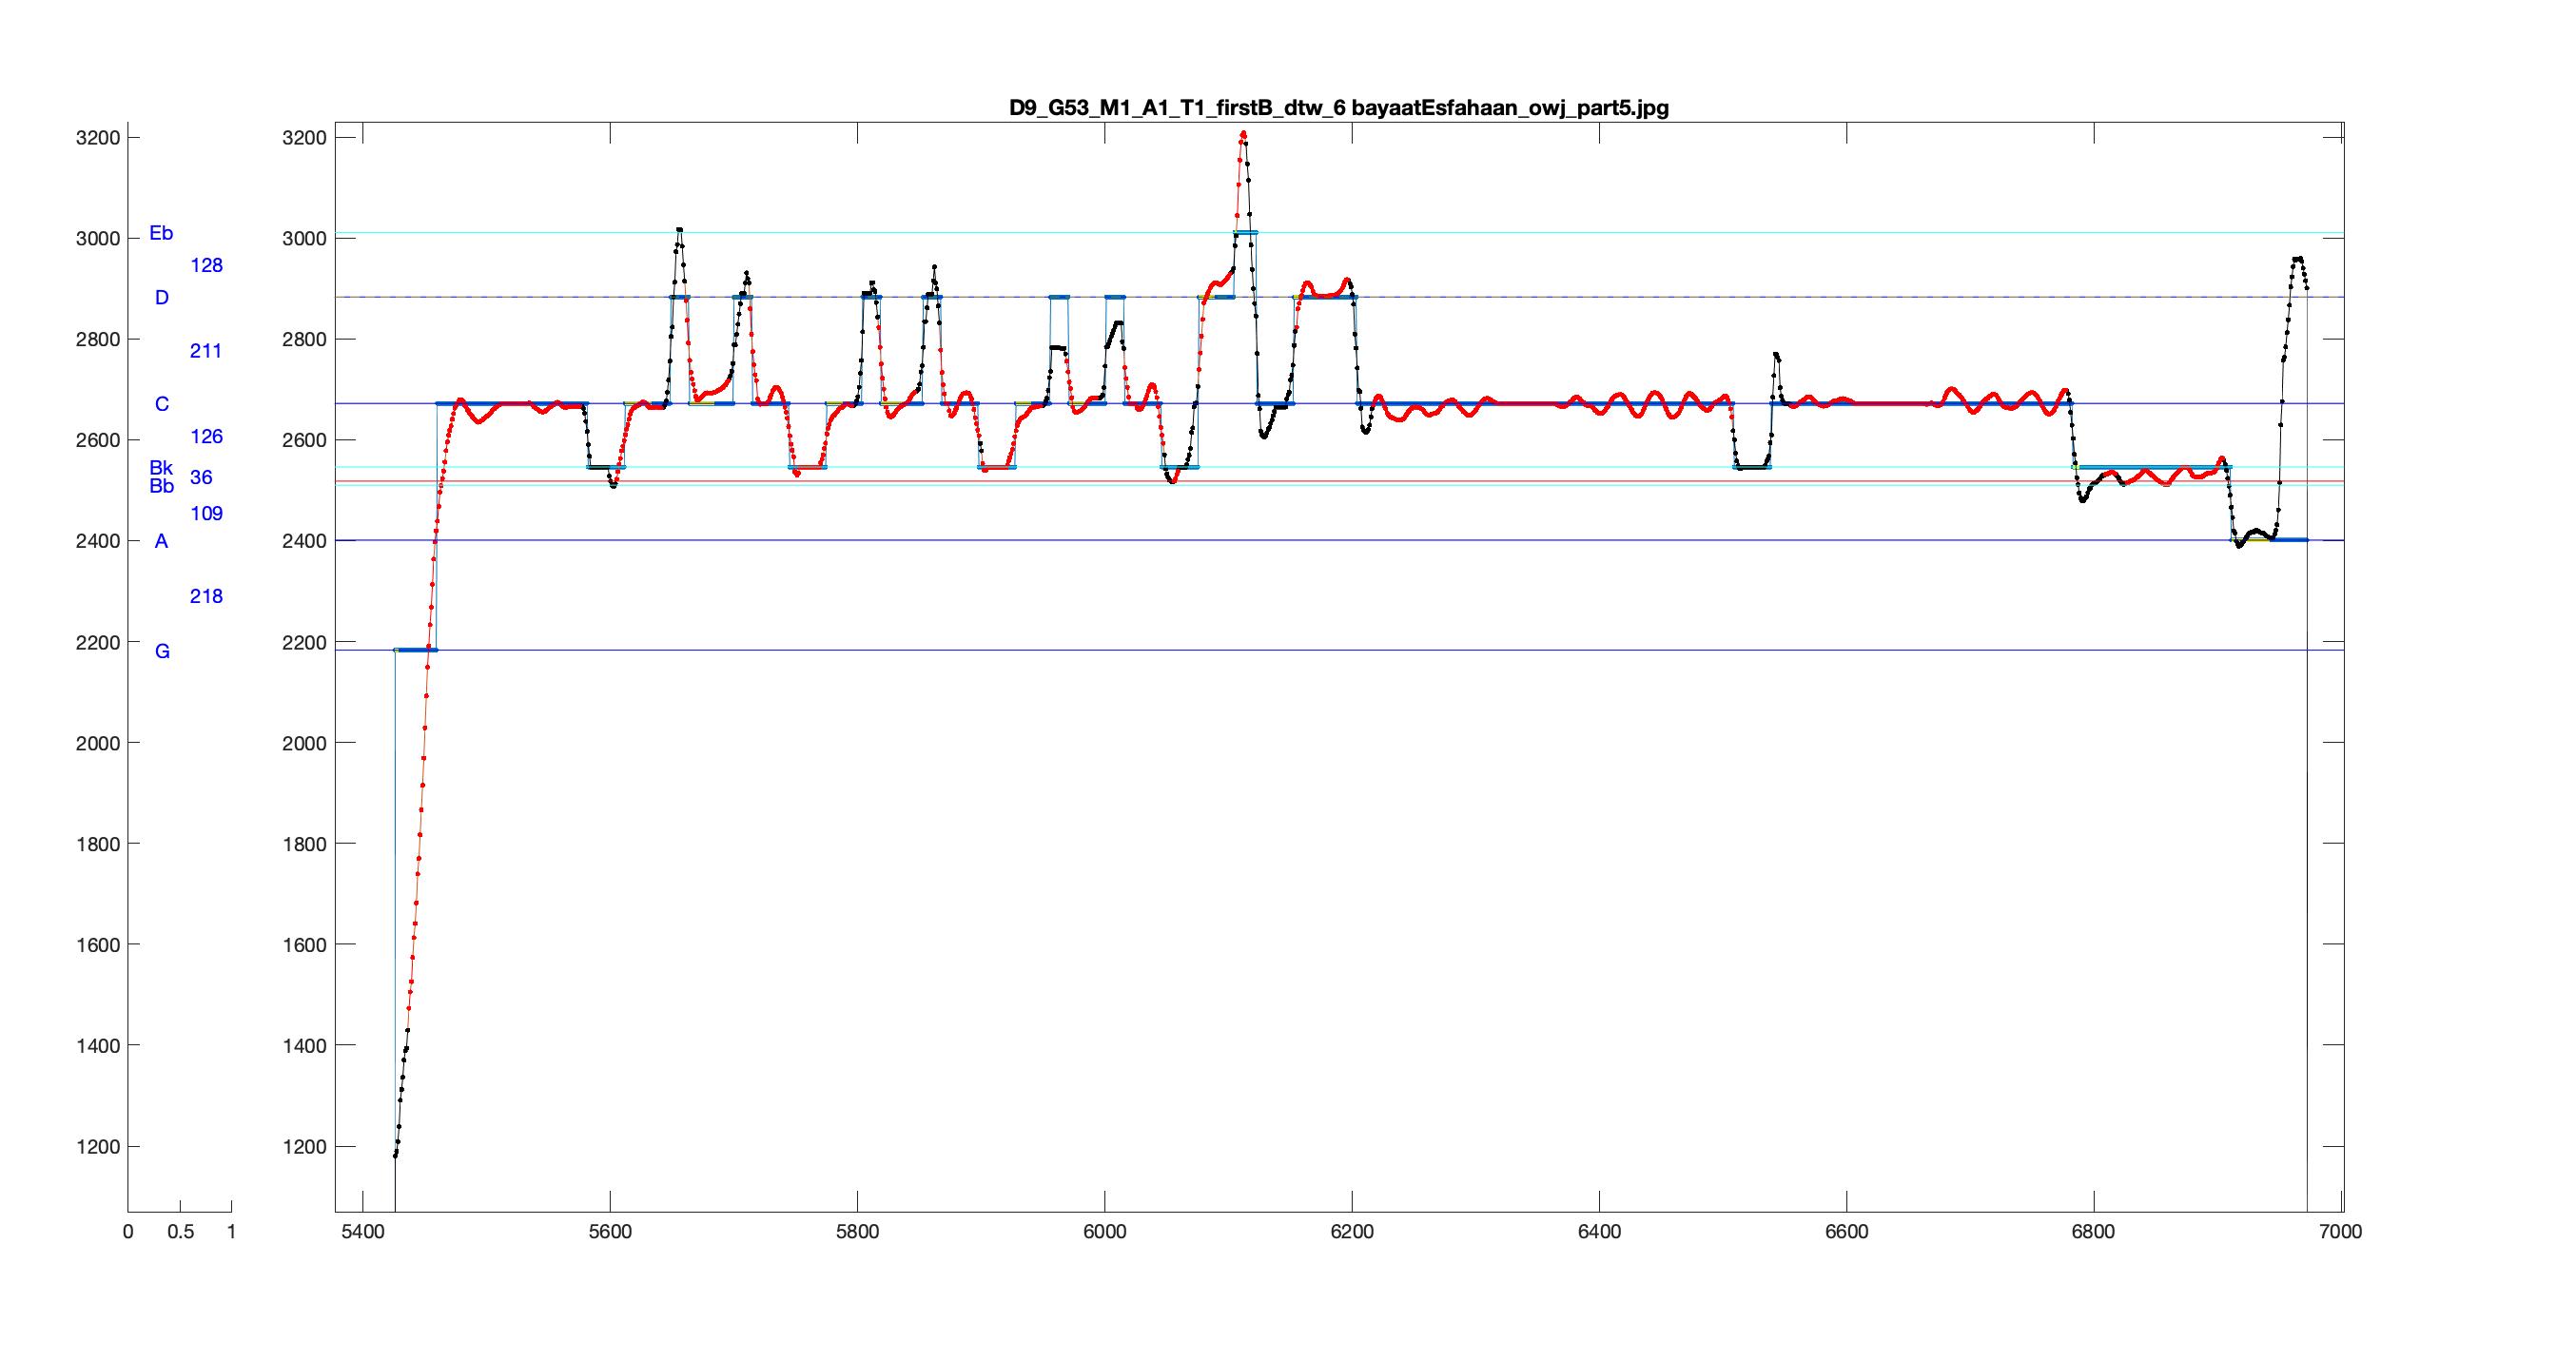 D9_G53_M1_A1_T1_firstB_dtw_6 bayaatEsfahaan_owj_part5.jpg
3200 3200
Eb
3000 3000
128
D
2800 2800
211
C
2600 126 2600
Bk
36
Bb
109
2400 A 2400
218
2200 G 2200
2000 2000
1800 1800
1600 1600
1400 1400
1200 1200
0 0.5 1 5400 5600 5800 6000 6200 6400 6600 6800 7000